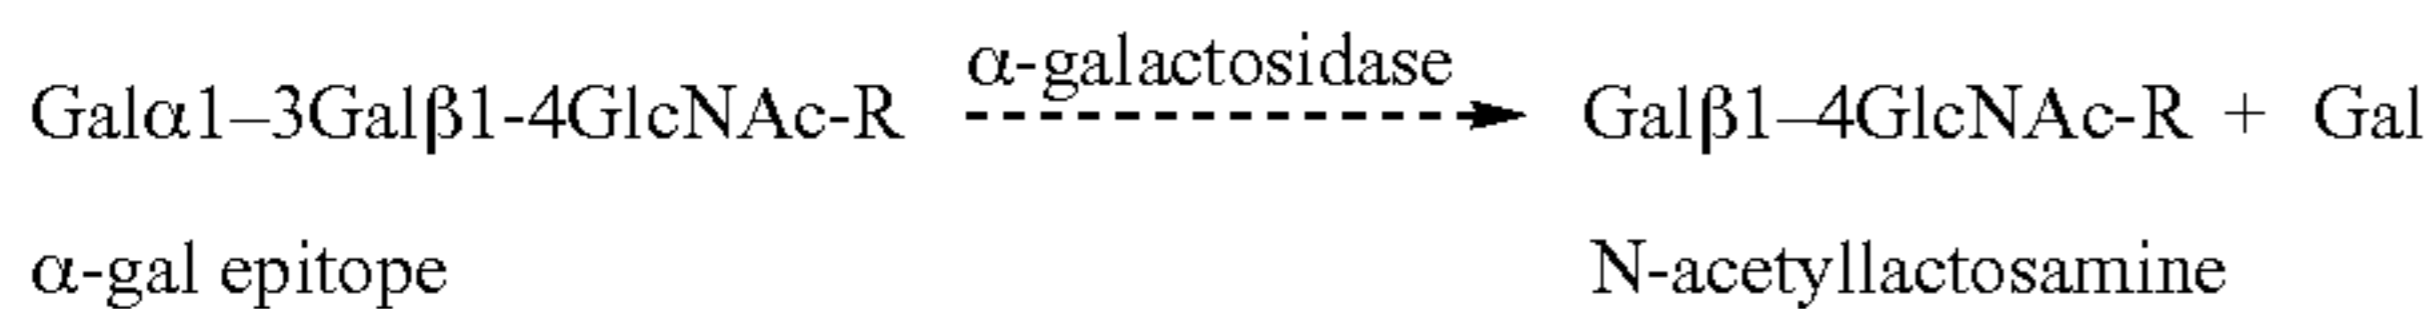 α-galactosidase
Galα1–3Galβ1-4GlcNAc-R Galβ1–4GlcNAc-R + Gal
α-gal epitope N-acetyllactosamine